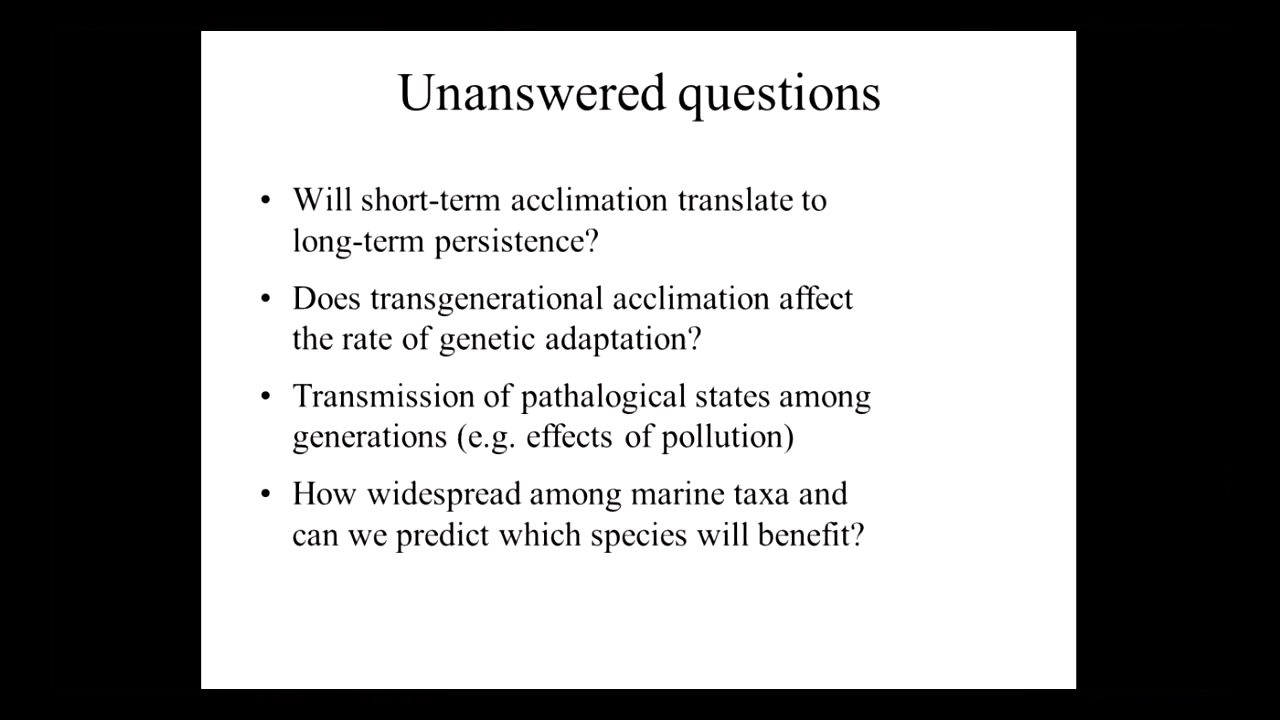 Unanswered questions
• Will short-term acclimation translate to
long-term persistence?
• Does transgenerational acclimation affect
the rate of genetic adaptation?
• Transmission of pathalogical states among
generations (e.g. effects of pollution)
• How widespread among marine taxa and
can we predict which species will benefit?